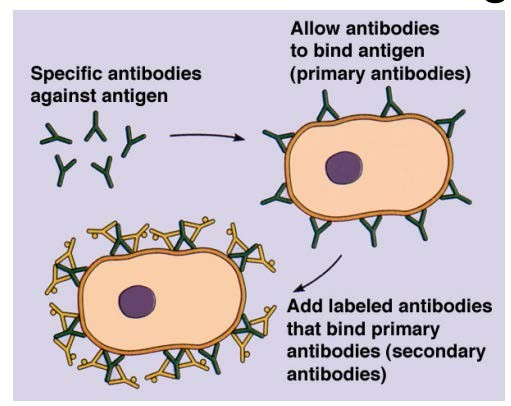 Specific antibodies
against antigen
Allow antibodies
to bind antigen
(primary antibodies)
Add labeled antibodies
that bind primary
antibodies (secondary
antibodies)